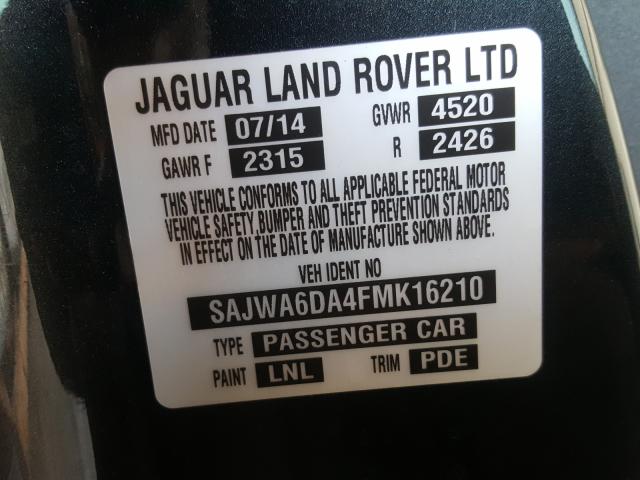 JAGUAR LAND ROVER LTD
MFD DATE 07/14 GVWR 4520
GAWR F 2315 R 2426
THIS VEHICLE CONFORMS TO ALL APPLICABLE FEDERAL MOTOR
VEHICLE SAFETY,BUMPER AND THEFT PREVENTION STANDARDS
IN EFFECT ON THE DATE OF MANUFACTURE SHOWN ABOVE.
VEH IDENT NO
SAJWA6DA4FMK16210
TYPE PASSENGER CAR
PAINT LNL TRIM PDE